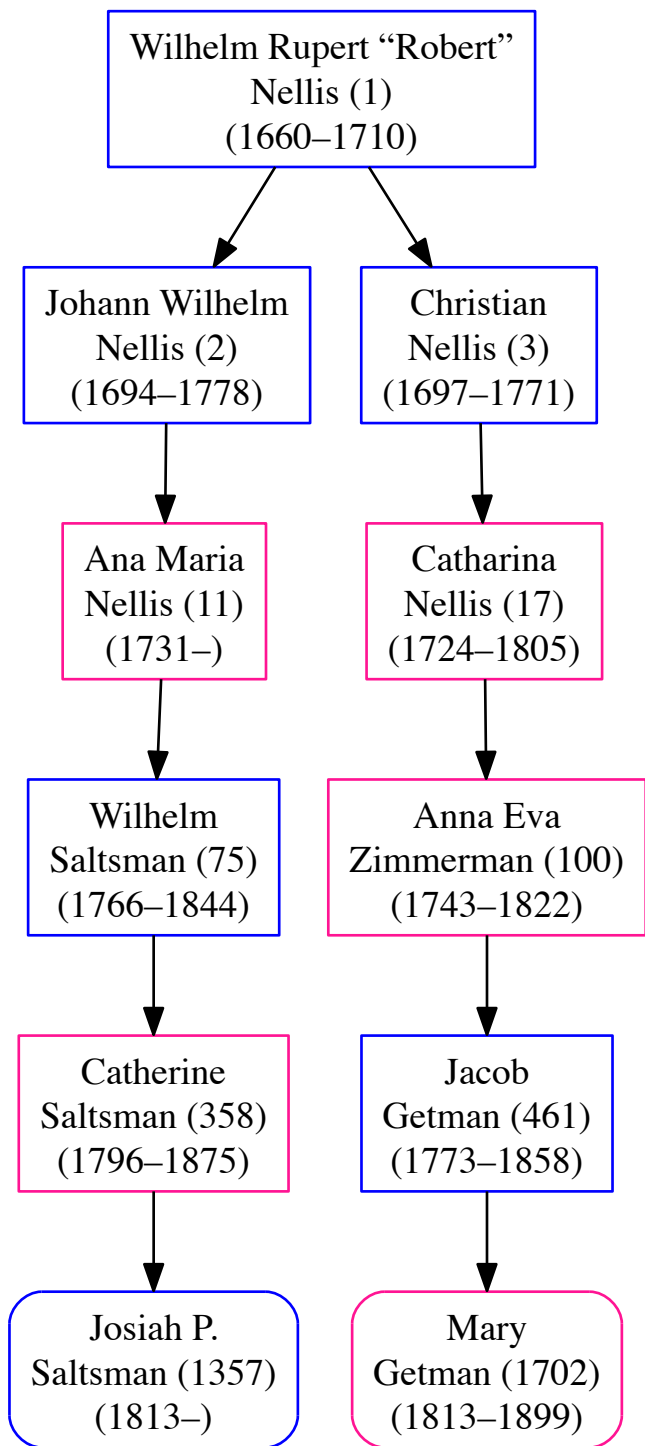 Wilhelm Rupert “Robert”
Nellis (1)
(1660–1710)
Johann Wilhelm
Nellis (2)
(1694–1778)
Christian
Nellis (3)
(1697–1771)
Ana Maria
Nellis (11)
(1731–)
Catharina
Nellis (17)
(1724–1805)
Wilhelm
Saltsman (75)
(1766–1844)
Anna Eva
Zimmerman (100)
(1743–1822)
Catherine
Saltsman (358)
(1796–1875)
Jacob
Getman (461)
(1773–1858)
Josiah P.
Saltsman (1357)
(1813–)
Mary
Getman (1702)
(1813–1899)